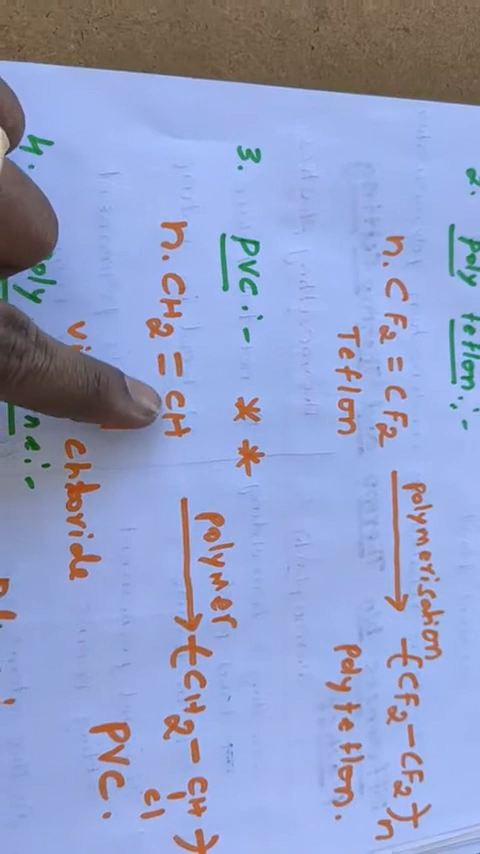 2. poly teflon :-
polymerisation
n. CF2 = CF2 → (CF2 - CF2)n
Teflon polyteflon.
3. PVC :- **
polymer
n. CH2 = CH → (CH2 - CH)
Cl
chloride PVC.
4. poly